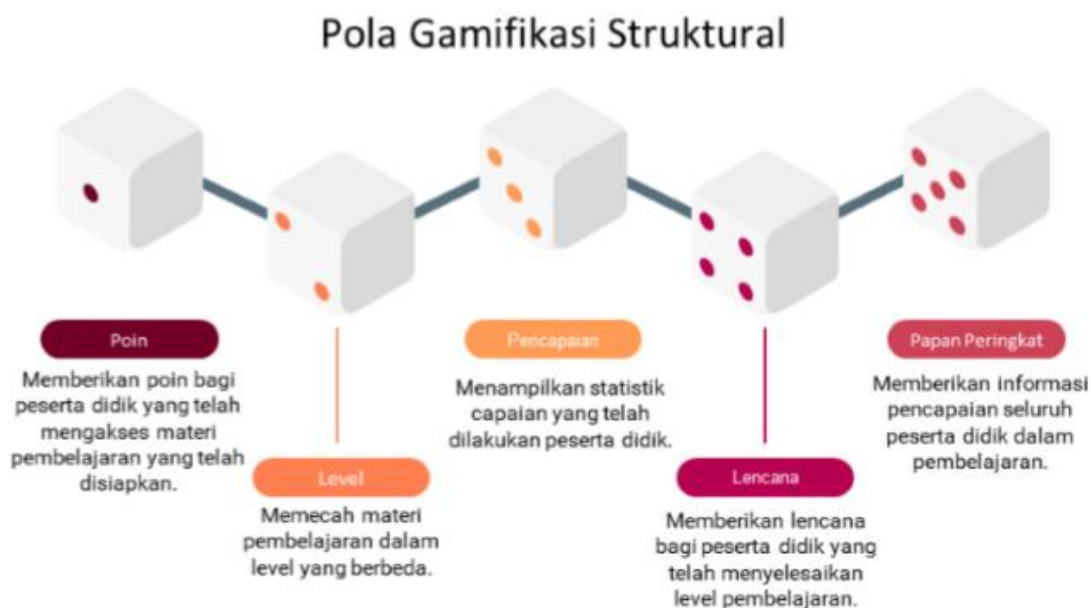 Pola Gamifikasi Struktural
Poin
Memberikan poin bagi
peserta didik yang telah
mengakses materi
pembelajaran yang telah
disiapkan.
Level
Memecah materi
pembelajaran dalam
level yang berbeda.
Pencapaian
Menampilkan statistik
capaian yang telah
dilakukan peserta didik.
Lencana
Memberikan lencana
bagi peserta didik yang
telah menyelesaikan
level pembelajaran.
Papan Peringkat
Memberikan informasi
pencapaian seluruh
peserta didik dalam
pembelajaran.